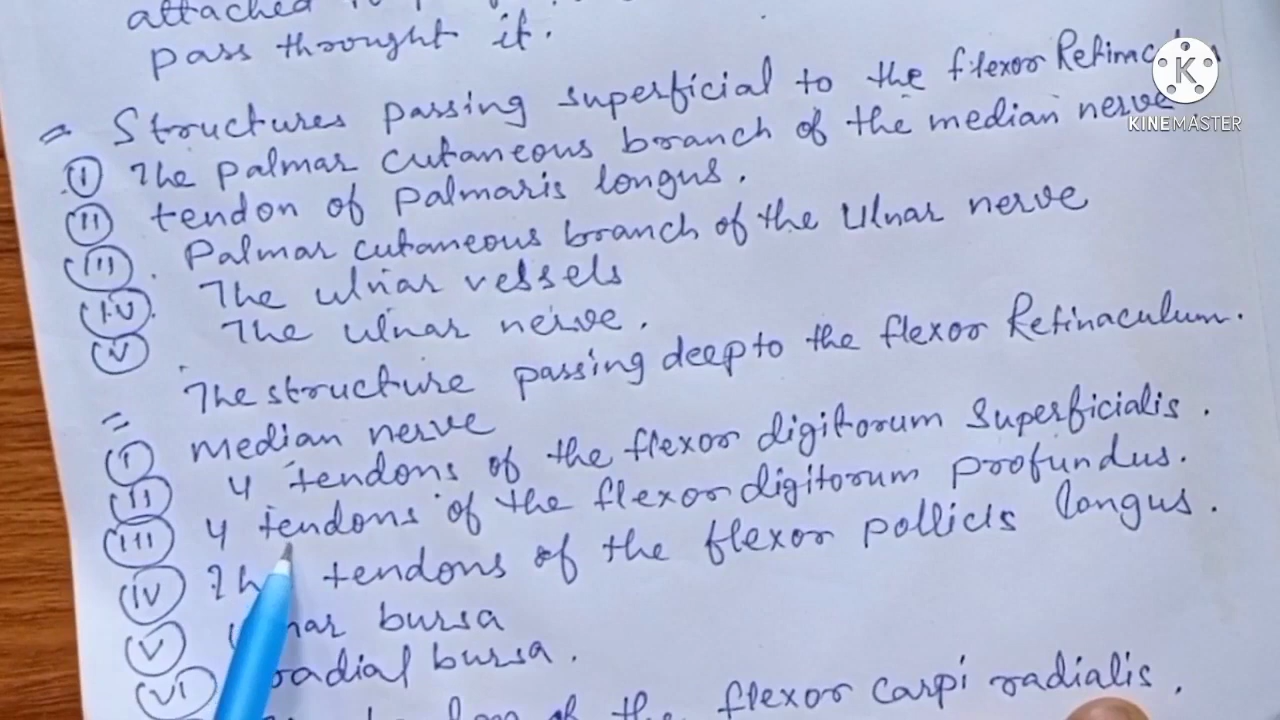 attached
pass throught it.
= Structures passing superficial to the flexor
I The palmar cutaneous branch of the median nerve
II tendon of palmaris longus.
III Palmar cutaneous branch of the Ulnar nerve
IV The ulnar vessels
V The ulnar nerve.
= The structure passing deep to the flexor Retinaculum.
I median nerve
II 4 tendons of the flexor digitorum superficialis.
III 4 tendons of the flexor digitorum profundus.
IV tendons of the flexor pollicis longus.
V bursa
VI radial bursa.
of the flexor carpi radialis.
K
KINEMASTER